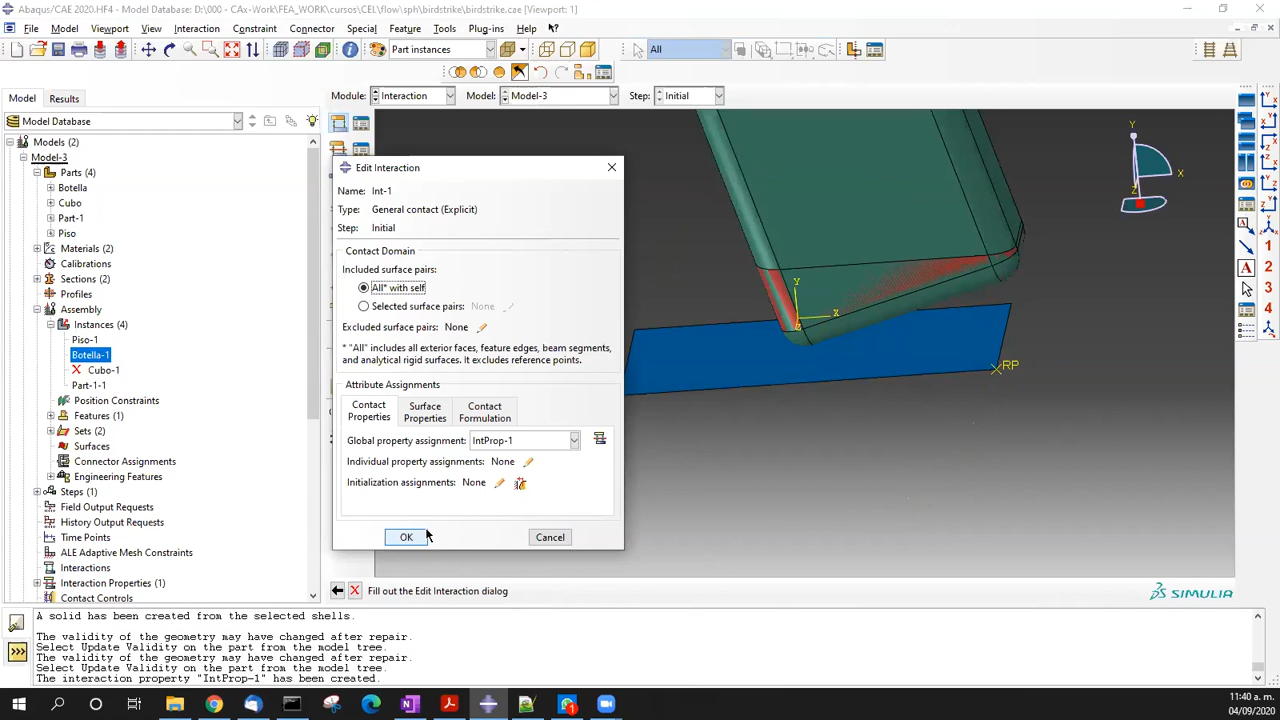 Abaqus/CAE 2020.HF4 - Model Database: D:\000 - CAx-Work\FEA_WORK\cursos\CEL\flow\sph\birdstrike\birdstrike.cae [Viewport: 1]
File Model Viewport View Interaction Constraint Connector Special Feature Tools Plug-ins Help
Part instances All
Model Results Module: Interaction Model: Model-3 Step: Initial
Model Database
Models (2)
Model-3
Parts (4)
Botella
Cubo
Part-1
Piso
Materials (2)
Calibrations
Sections (2)
Profiles
Assembly
Instances (4)
Piso-1
Botella-1
Cubo-1
Part-1-1
Position Constraints
Features (1)
Sets (2)
Surfaces
Connector Assignments
Engineering Features
Steps (1)
Field Output Requests
History Output Requests
Time Points
ALE Adaptive Mesh Constraints
Interactions
Interaction Properties (1)
Contact Controls
Edit Interaction
Name: Int-1
Type: General contact (Explicit)
Step: Initial
Contact Domain
Included surface pairs:
All* with self
Selected surface pairs: None
Excluded surface pairs: None
* "All" includes all exterior faces, feature edges, beam segments,
and analytical rigid surfaces. It excludes reference points.
Attribute Assignments
Contact Properties
Surface Properties
Contact Formulation
Global property assignment: IntProp-1
Individual property assignments: None
Initialization assignments: None
OK Cancel
Y
X
Z
RP
Y
X
Z
1
2
3
4
A
Fill out the Edit Interaction dialog
SIMULIA
A solid has been created from the selected shells.
The validity of the geometry may have changed after repair.
Select Update Validity on the part from the model tree.
The validity of the geometry may have changed after repair.
Select Update Validity on the part from the model tree.
The interaction property "IntProp-1" has been created.
11:40 a. m.
04/09/2020